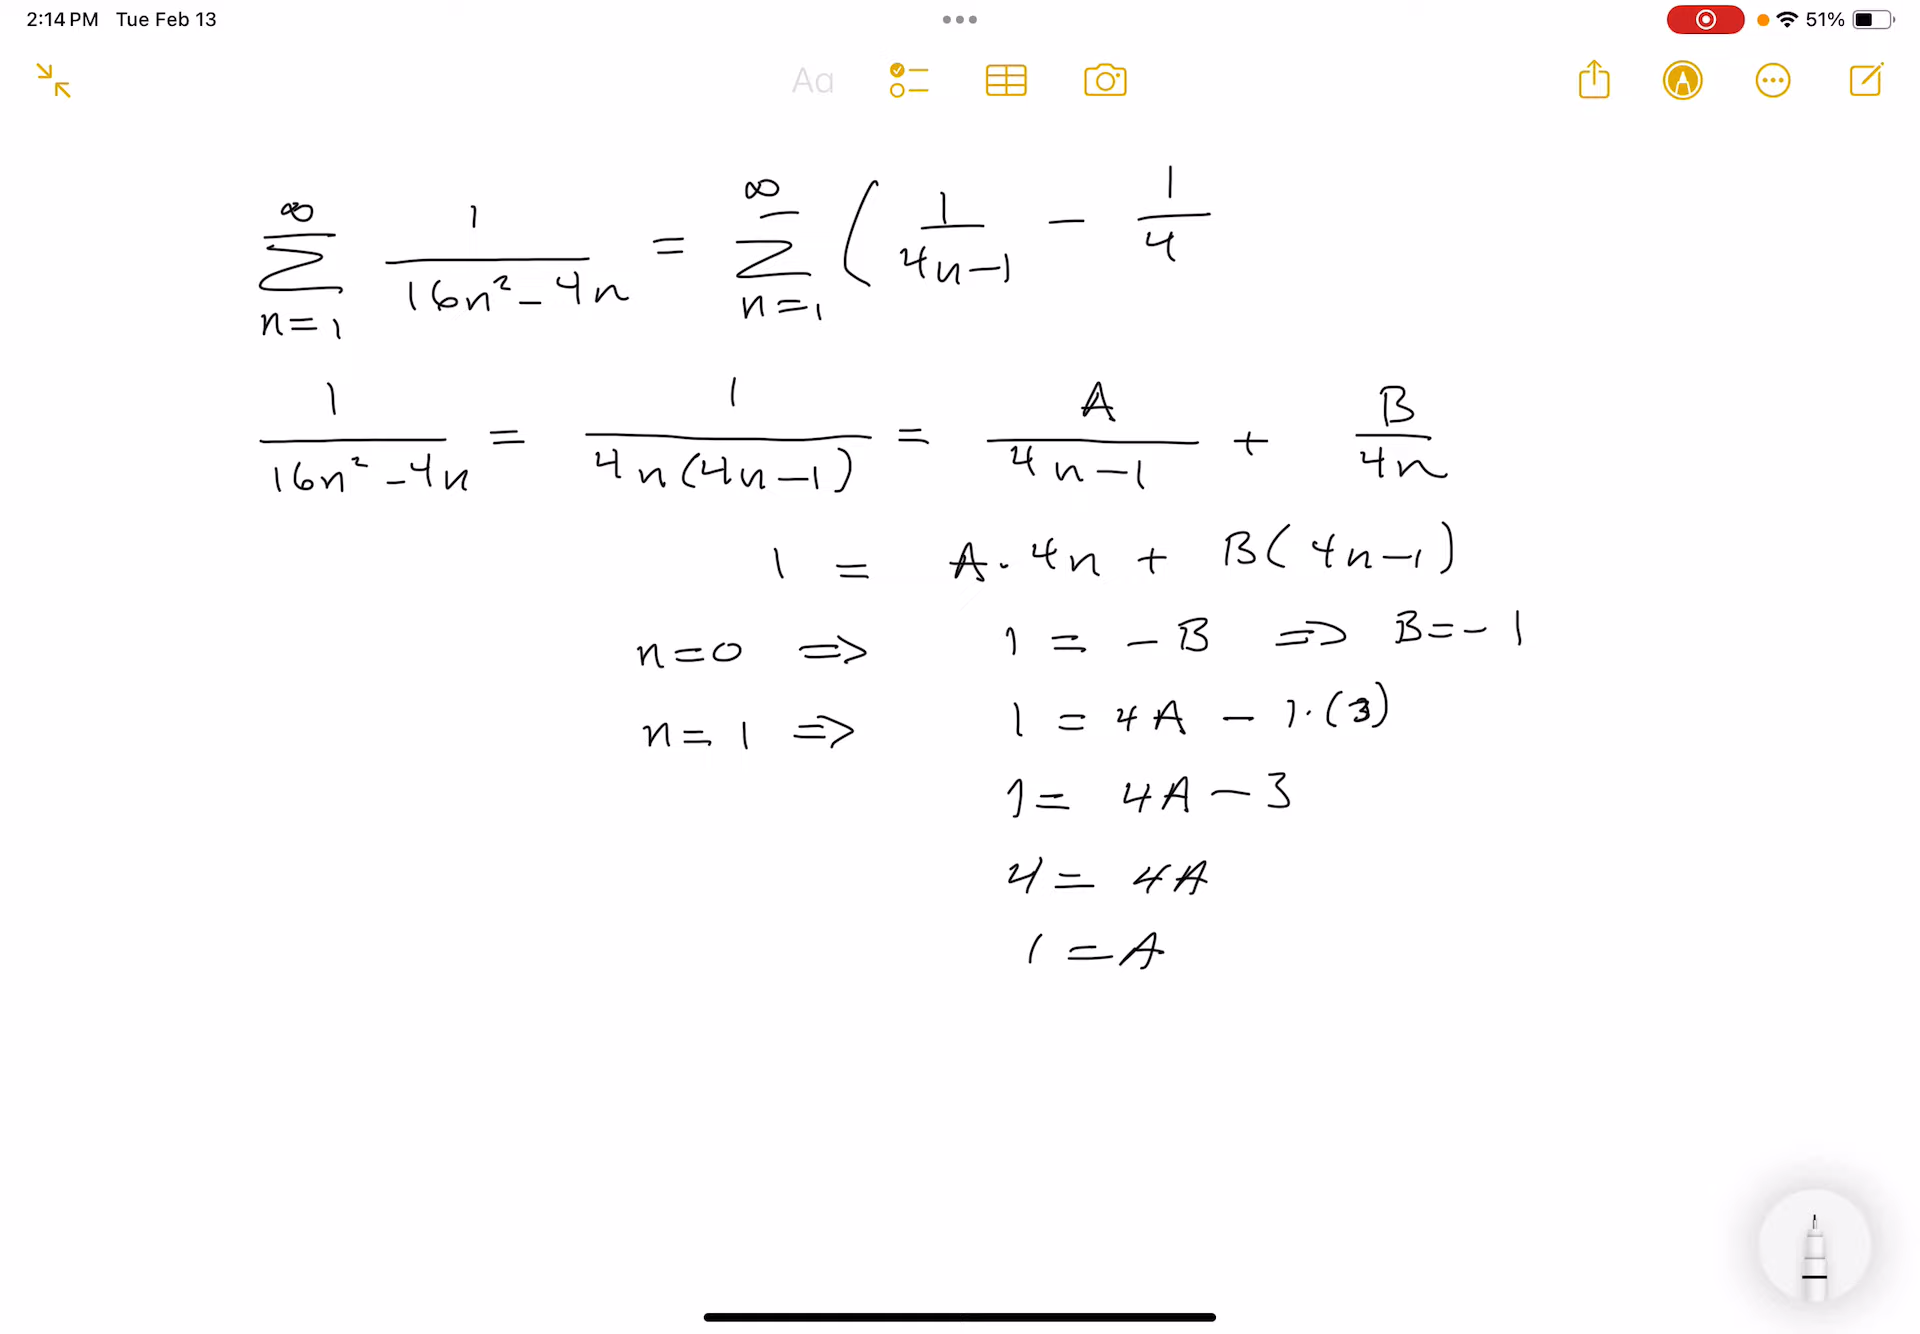 2:14 PM Tue Feb 13 51%
Aa
∞ ∑ n=1 1/(16n² - 4n) = ∞ ∑ n=1 ( 1/(4n-1) - 1/4
1/(16n² - 4n) = 1/(4n(4n-1)) = A/(4n-1) + B/(4n)
1 = A · 4n + B(4n-1)
n=0 => 1 = -B => B=-1
n=1 => 1 = 4A - 1·(3)
1 = 4A - 3
4 = 4A
1 = A